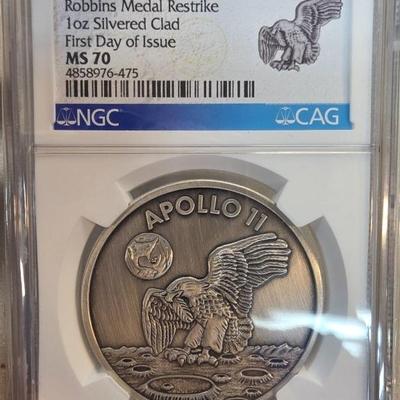 Robbins Medal Restrike
1oz Silvered Clad
First Day of Issue
MS 70
4858976-475
NGC
CAG
APOLLO 11